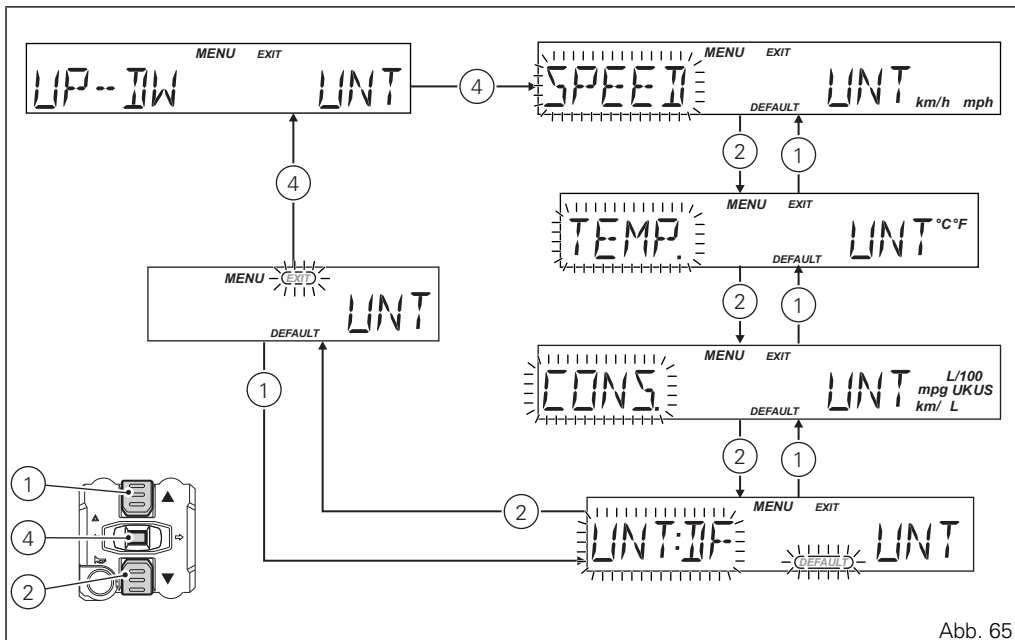 MENU EXIT
UP--DW UNT
4
MENU EXIT
SPEED UNT km/h mph
DEFAULT
2 1
4
MENU EXIT
TEMP. UNT °C°F
DEFAULT
MENU EXIT
UNT
DEFAULT
2 1
MENU EXIT
CONS. UNT L/100
mpg UKUS
km/ L
DEFAULT
1
2 1
1
4
2
2
MENU EXIT
UNT:DF UNT
DEFAULT
Abb. 65